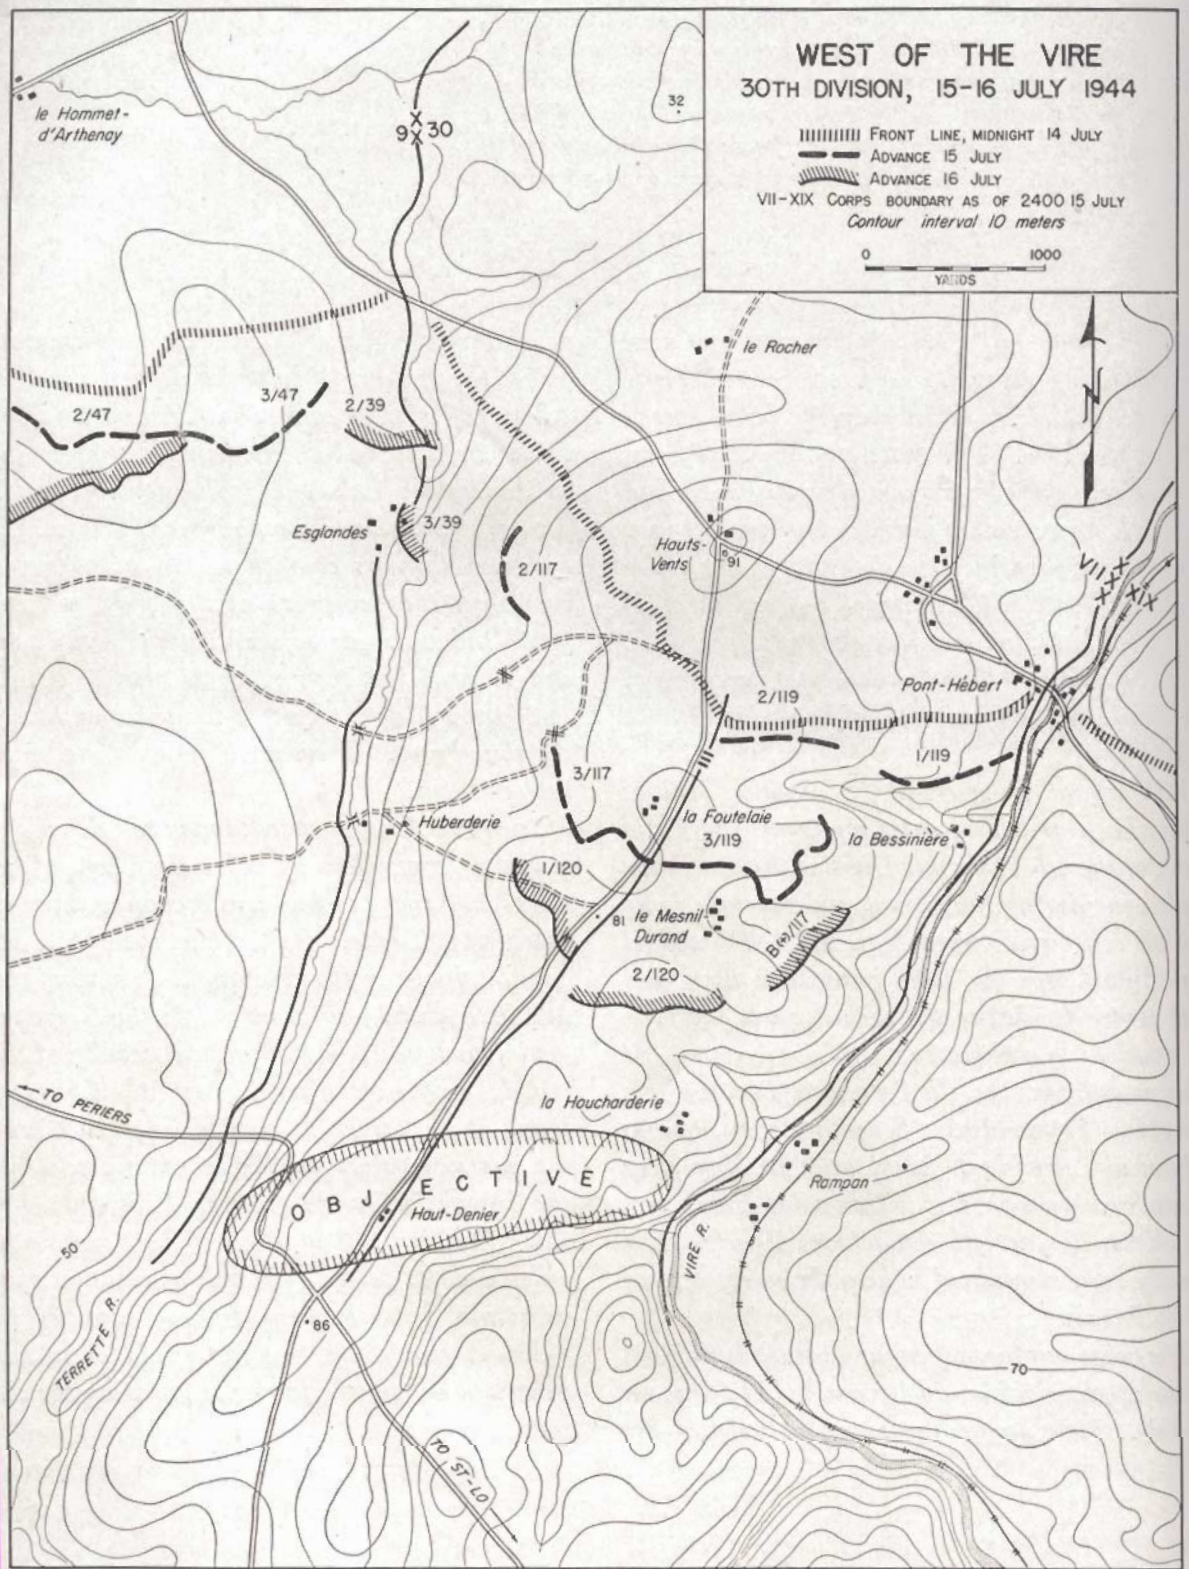 WEST OF THE VIRE
30TH DIVISION, 15-16 JULY 1944
FRONT LINE, MIDNIGHT 14 JULY
ADVANCE 15 JULY
ADVANCE 16 JULY
VII-XIX CORPS BOUNDARY AS OF 2400 15 JULY
Contour interval 10 meters
0 1000
YARDS
le Hommet-
d'Arthenay
9 X 30
X
32
le Rocher
N
2/47
3/47
2/39
Esglandes
3/39
2/117
Hauts-
Vents
91
VII X XIX
X
X
Pont-Hébert
2/119
1/119
3/117
Huberderie
la Foutelaie
3/119
la Bessinière
1/120
81
le Mesnil-
Durand
B(+)/117
2/120
la Houcharderie
← TO PERIERS
OBJECTIVE
Haut-Denier
Rampan
VIRE R.
50
TERRETTE R.
86
70
TO ST-LO